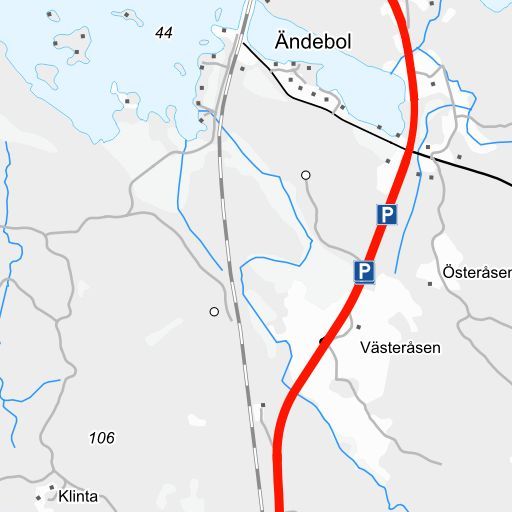 44
Ändebol
P
P
Österåsen
Västeråsen
106
Klinta